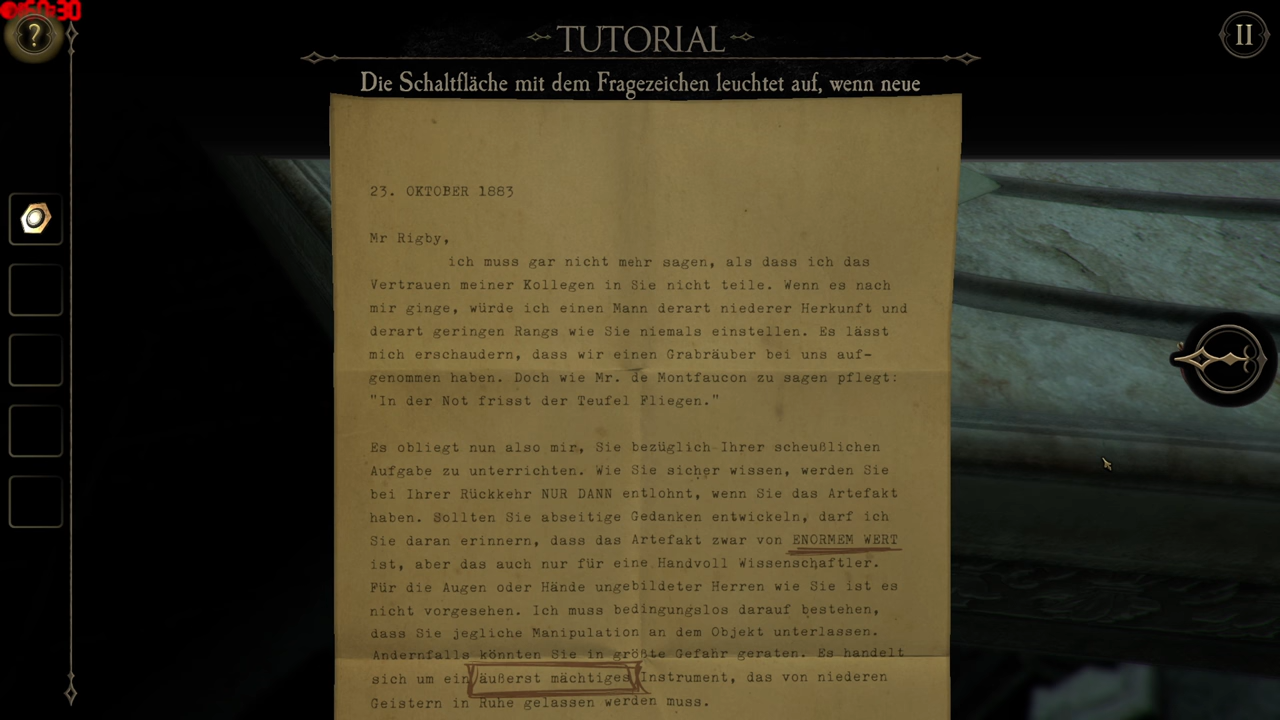 TUTORIAL
Die Schaltfläche mit dem Fragezeichen leuchtet auf, wenn neue
23. OKTOBER 1883
Mr Rigby,
ich muss gar nicht mehr sagen, als dass ich das
Vertrauen meiner Kollegen in Sie nicht teile. Wenn es nach
mir ginge, würde ich einen Mann derart niederer Herkunft und
derart geringen Rangs wie Sie niemals einstellen. Es lässt
mich erschaudern, dass wir einen Grabräuber bei uns auf-
genommen haben. Doch wie Mr. de Montfaucon zu sagen pflegt:
"In der Not frisst der Teufel Fliegen."
Es obliegt nun also mir, Sie bezüglich Ihrer scheußlichen
Aufgabe zu unterrichten. Wie Sie sicher wissen, werden Sie
bei Ihrer Rückkehr NUR DANN entlohnt, wenn Sie das Artefakt
haben. Sollten Sie abseitige Gedanken entwickeln, darf ich
Sie daran erinnern, dass das Artefakt zwar von ENORMEM WERT
ist, aber das auch nur für eine Handvoll Wissenschaftler.
Für die Augen oder Hände ungebildeter Herren wie Sie ist es
nicht vorgesehen. Ich muss bedingungslos darauf bestehen,
dass Sie jegliche Manipulation an dem Objekt unterlassen.
Andernfalls könnten Sie in größte Gefahr geraten. Es handelt
sich um ein äußerst mächtiges Instrument, das von niederen
Geistern in Ruhe gelassen werden muss.